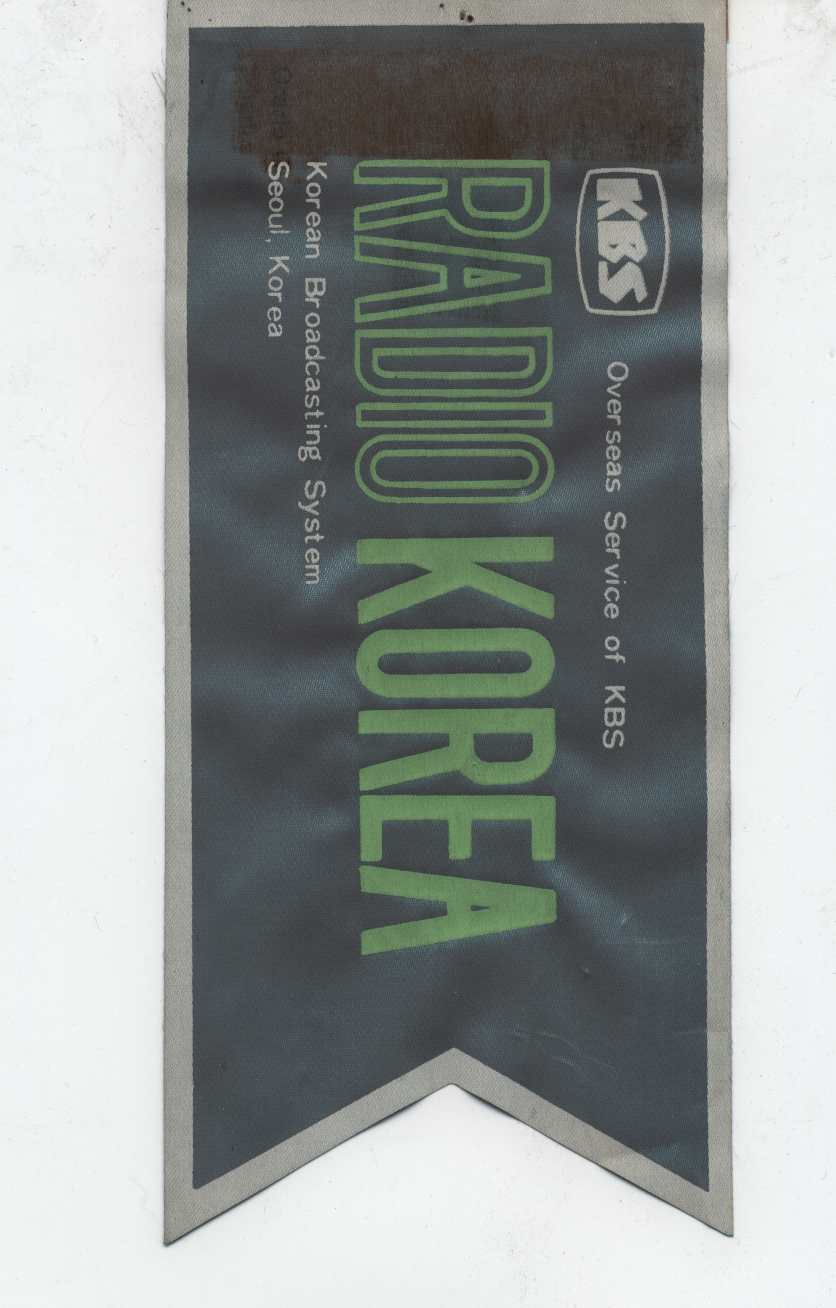 KBS
Overseas Service of KBS
RADIO KOREA
Korean Broadcasting System
Seoul, Korea